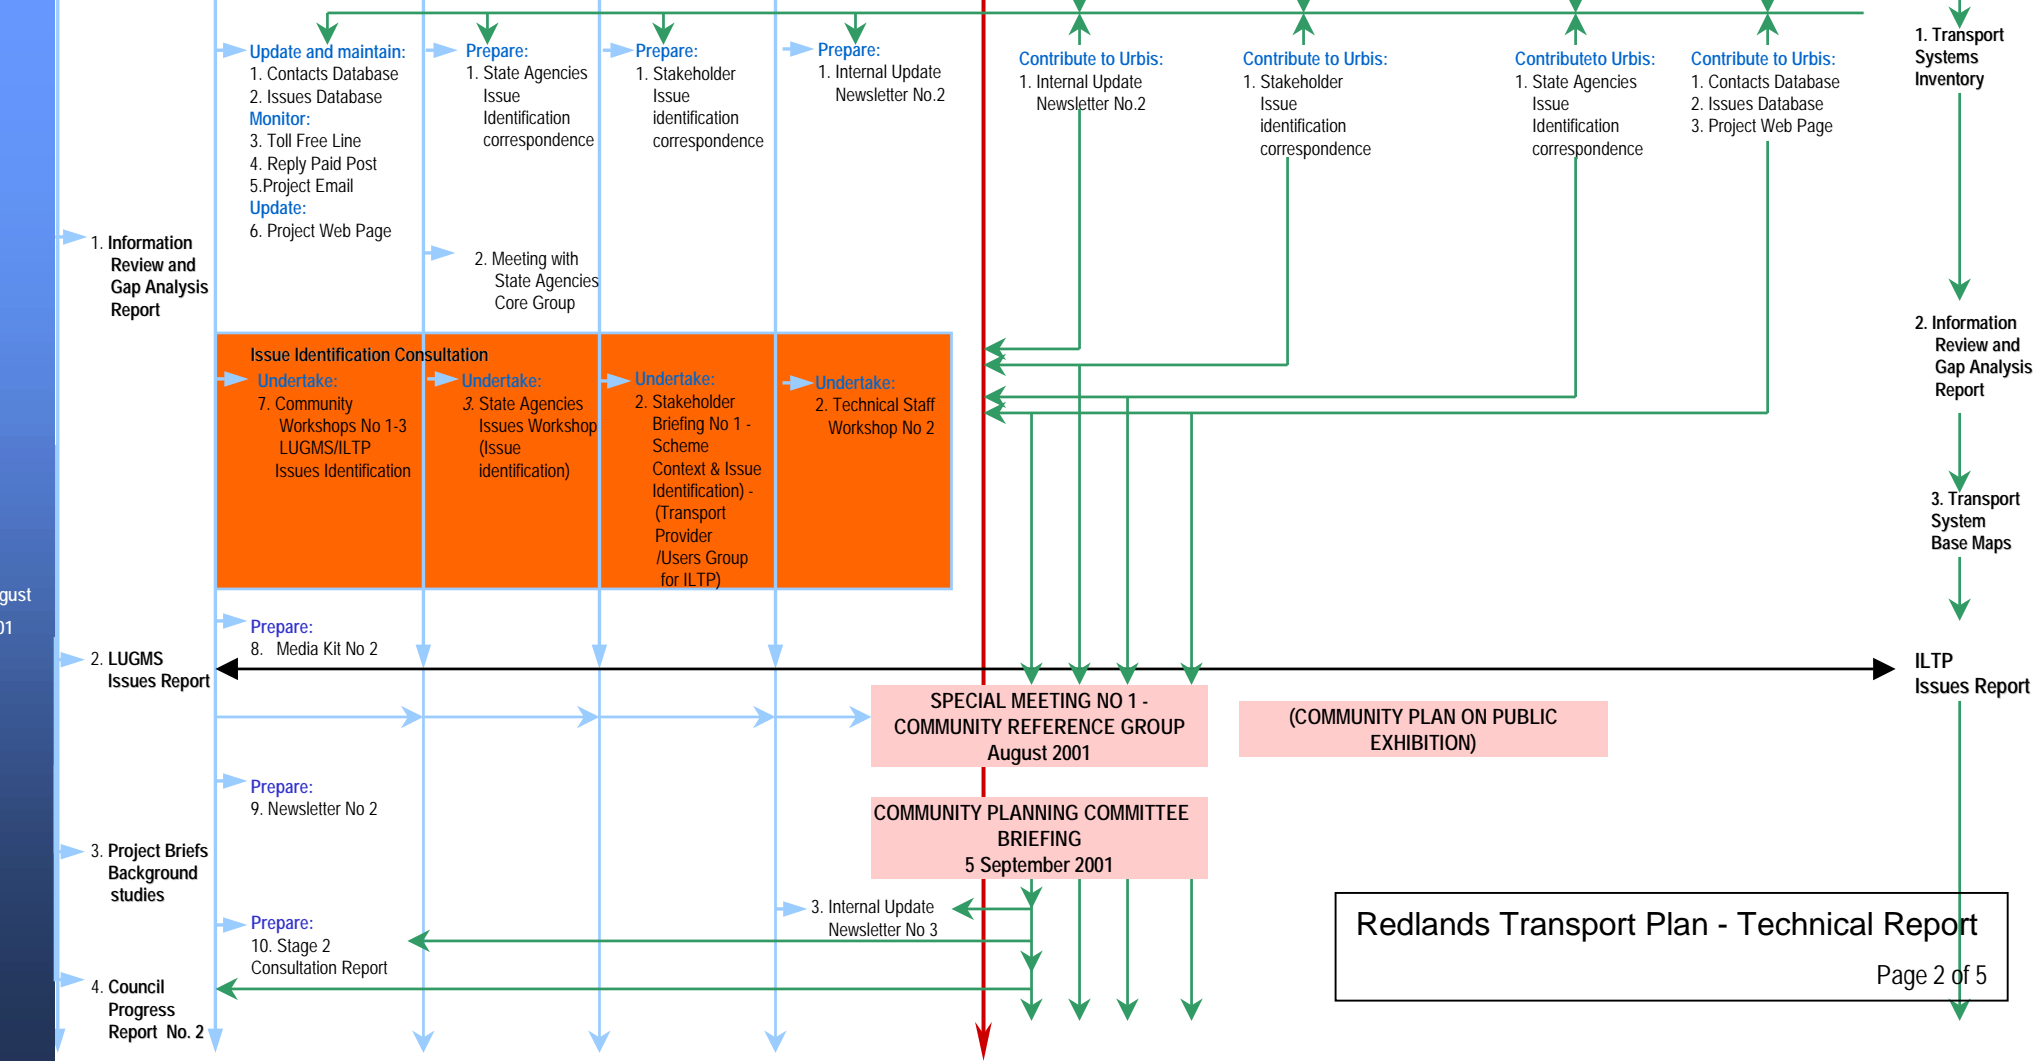 Update and maintain:
1. Contacts Database
2. Issues Database
Monitor:
3. Toll Free Line
4. Reply Paid Post
5.Project Email
Update:
6. Project Web Page
Prepare:
1. State Agencies
Issue
Identification
correspondence
2. Meeting with
State Agencies
Core Group
Prepare:
1. Stakeholder
Issue
identification
correspondence
Prepare:
1. Internal Update
Newsletter No.2
Contribute to Urbis:
1. Internal Update
Newsletter No.2
Contribute to Urbis:
1. Stakeholder
Issue
identification
correspondence
Contributeto Urbis:
1. State Agencies
Issue
Identification
correspondence
Contribute to Urbis:
1. Contacts Database
2. Issues Database
3. Project Web Page
1. Transport
Systems
Inventory
1. Information
Review and
Gap Analysis
Report
2. Information
Review and
Gap Analysis
Report
Issue Identification Consultation
Undertake:
7. Community
Workshops No 1-3
LUGMS/ILTP
Issues Identification
Undertake:
3. State Agencies
Issues Workshop
(Issue
identification)
Undertake:
2. Stakeholder
Briefing No 1 -
Scheme
Context & Issue
Identification) -
(Transport
Provider
/Users Group
for ILTP)
Undertake:
2. Technical Staff
Workshop No 2
3. Transport
System
Base Maps
gust
01
Prepare:
8. Media Kit No 2
2. LUGMS
Issues Report
ILTP
Issues Report
SPECIAL MEETING NO 1 -
COMMUNITY REFERENCE GROUP
August 2001
(COMMUNITY PLAN ON PUBLIC
EXHIBITION)
Prepare:
9. Newsletter No 2
COMMUNITY PLANNING COMMITTEE
BRIEFING
5 September 2001
3. Project Briefs
Background
studies
3. Internal Update
Newsletter No 3
Prepare:
10. Stage 2
Consultation Report
4. Council
Progress
Report No. 2
Redlands Transport Plan - Technical Report
Page 2 of 5